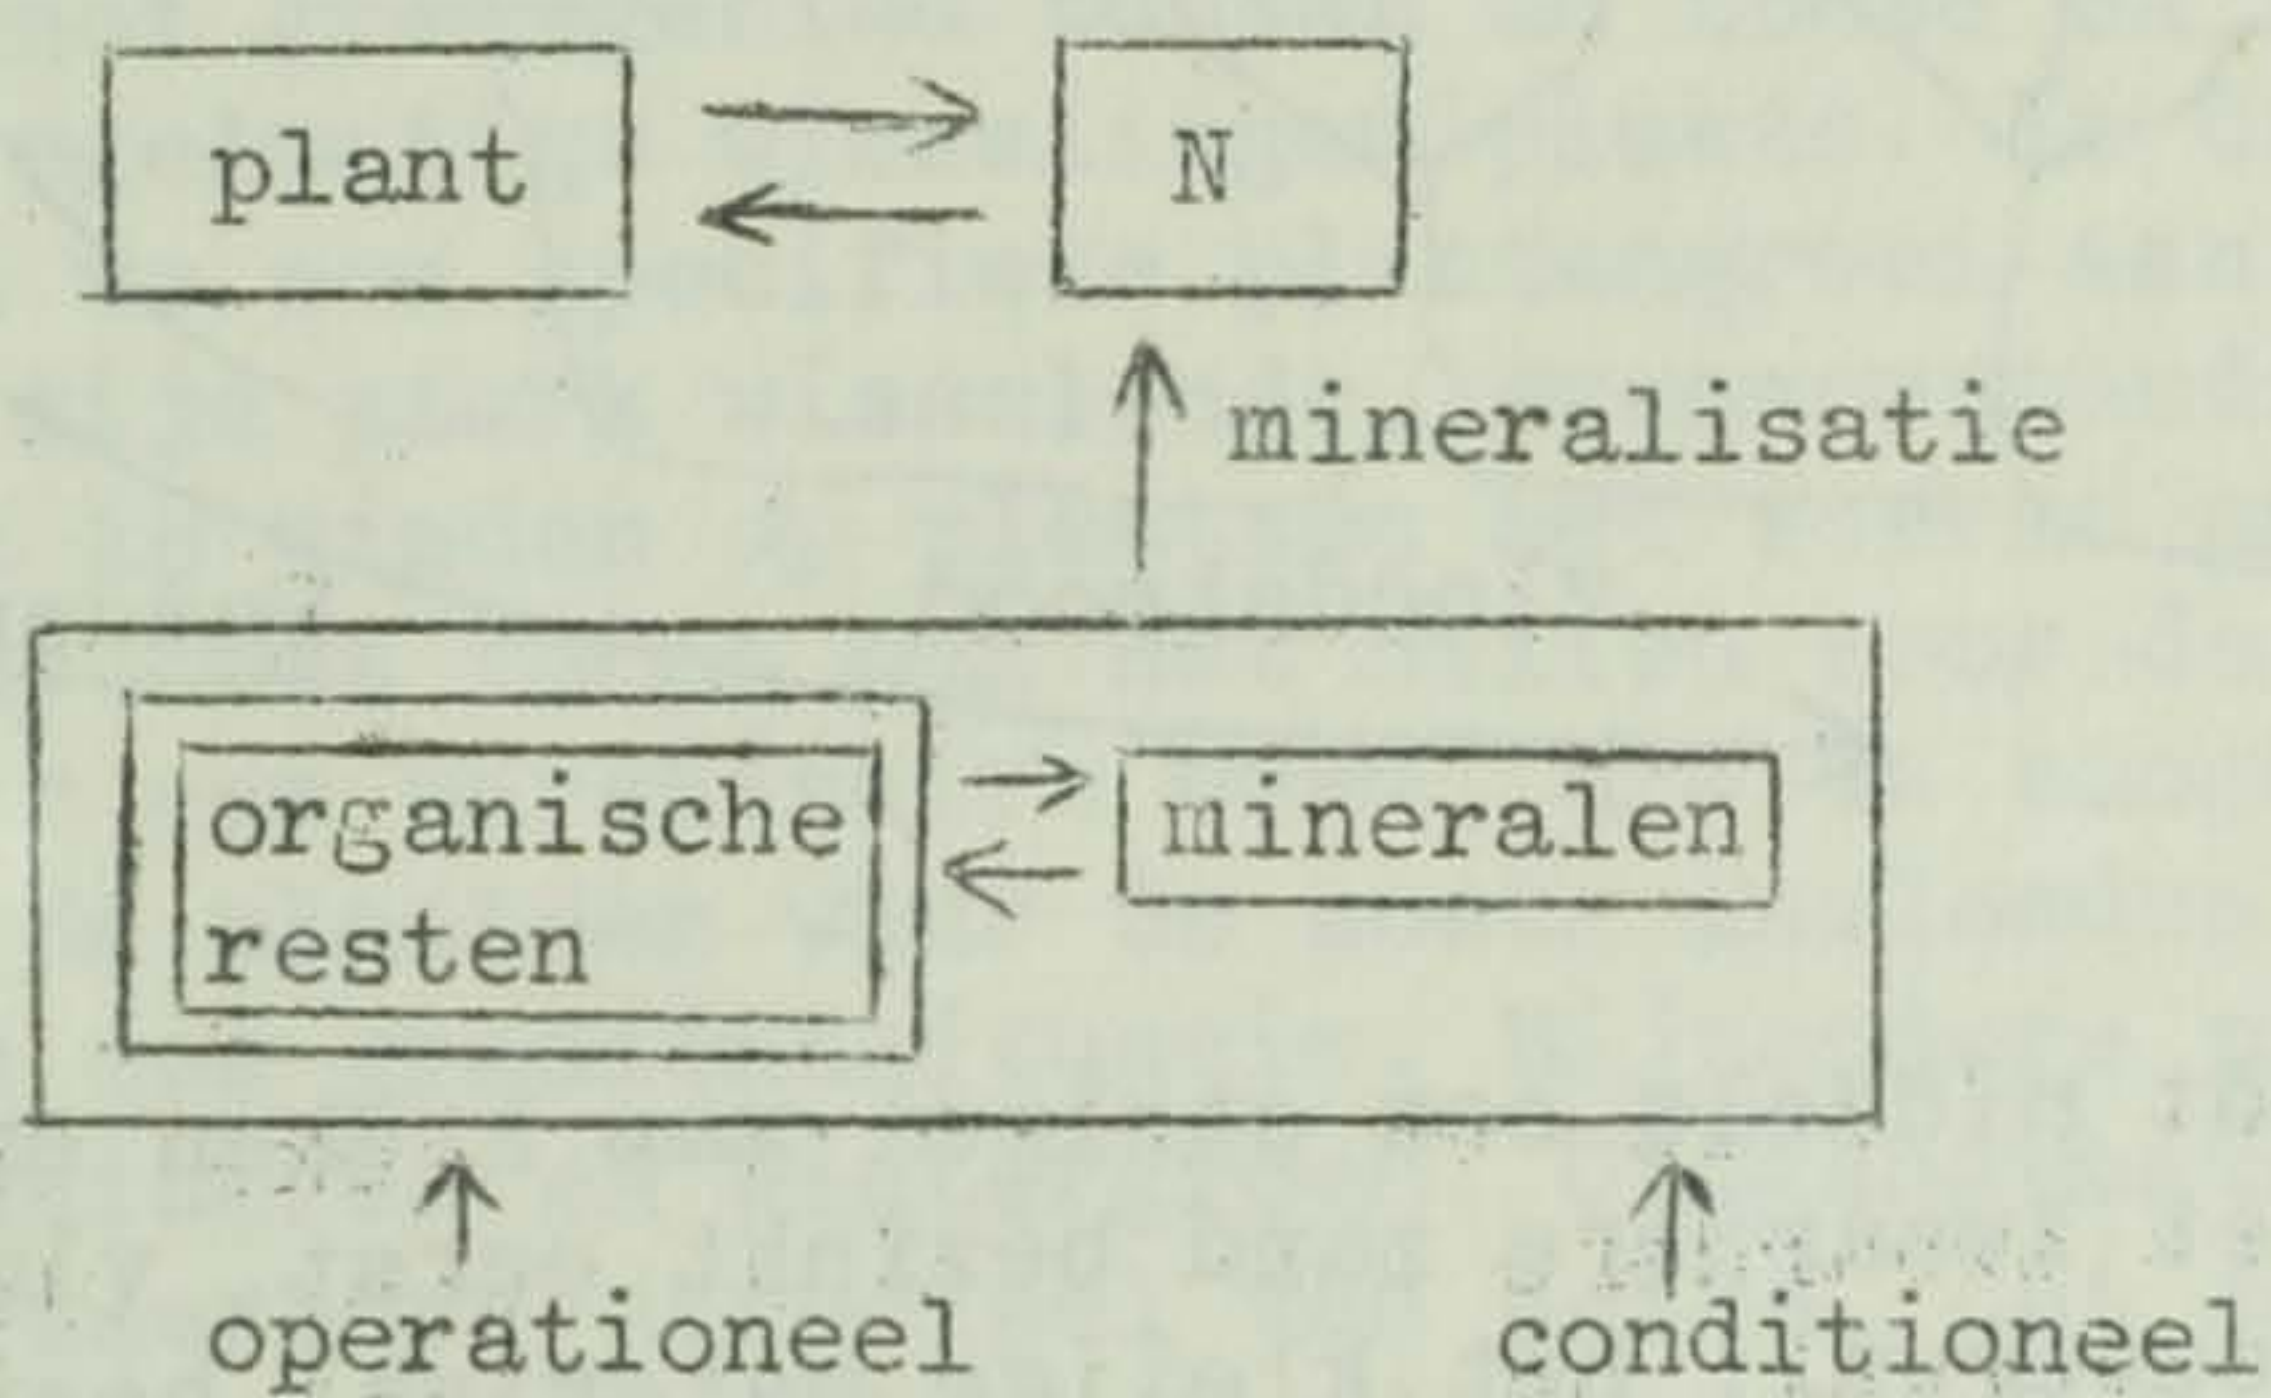 plant
N
mineralisatie
organische
resten
mineralen
operationeel
conditioneel